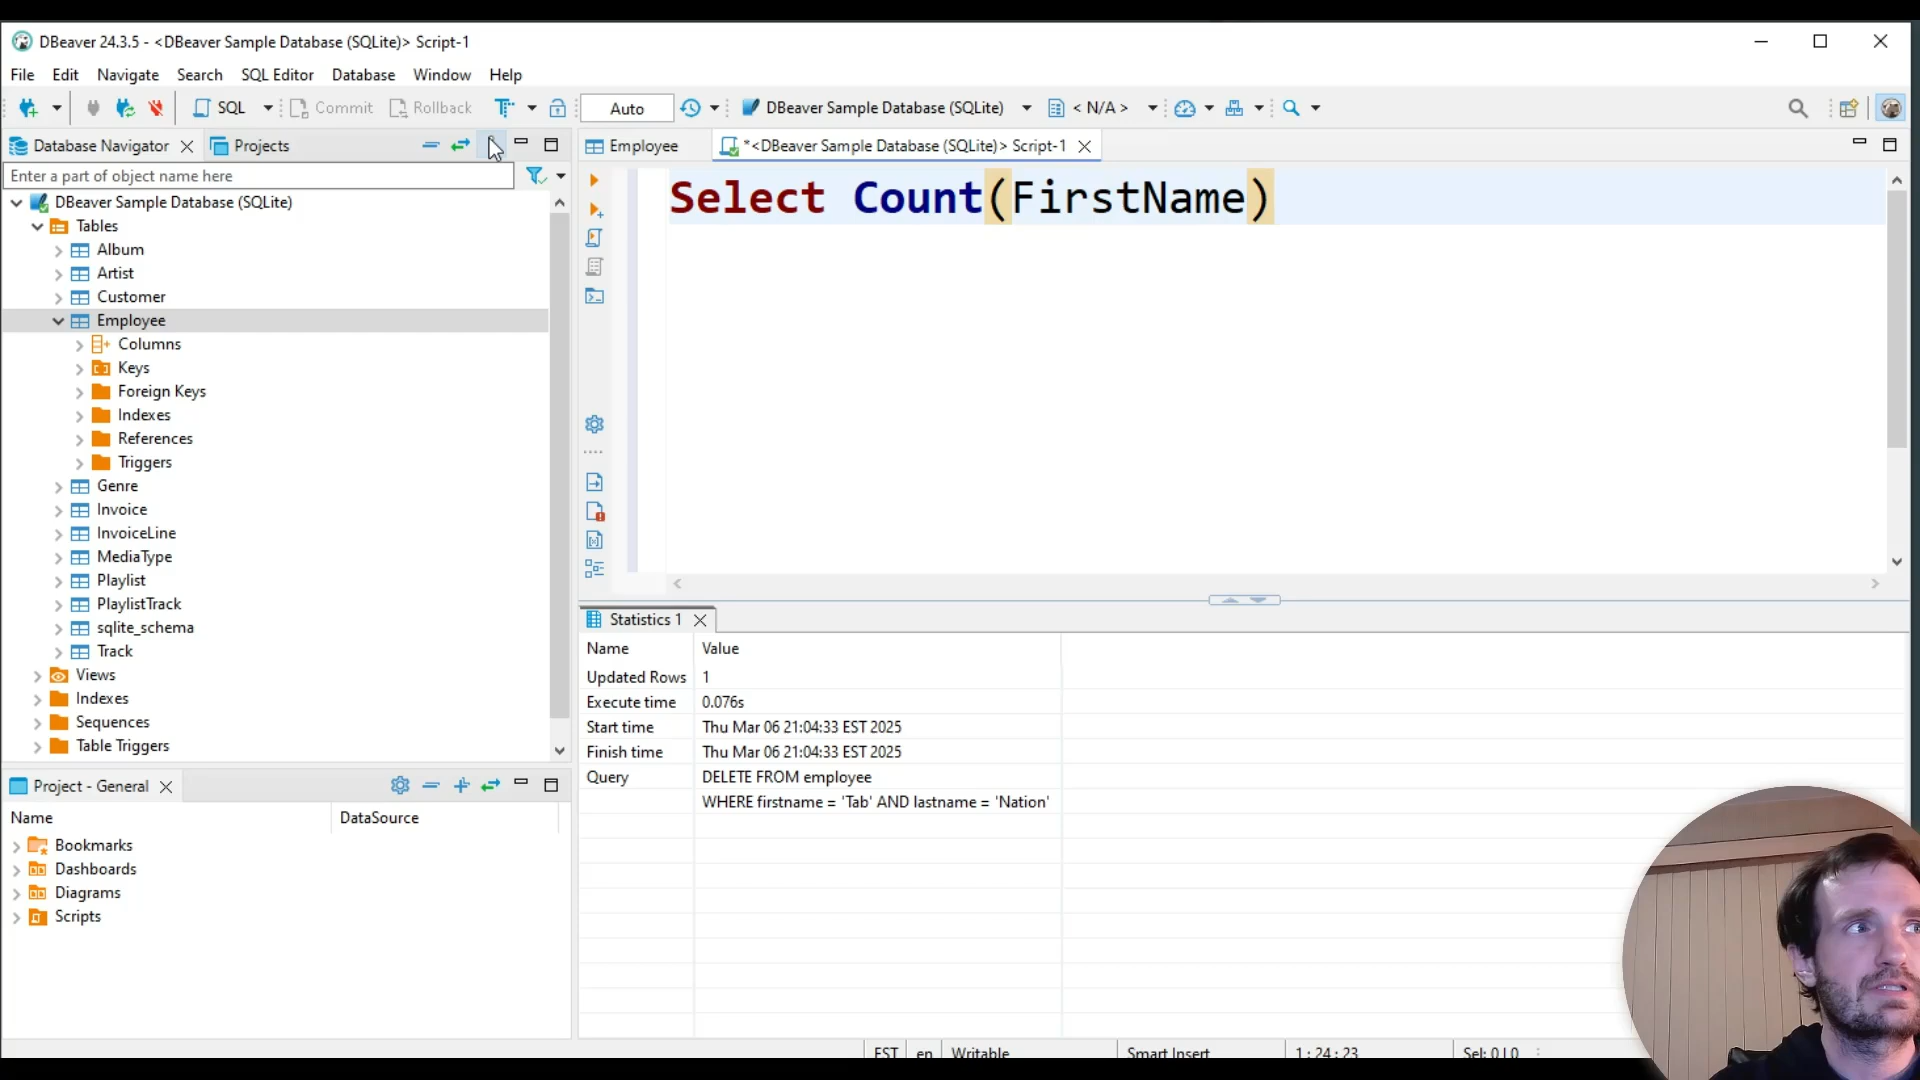 DBeaver 24.3.5 - <DBeaver Sample Database (SQLite)> Script-1
File Edit Navigate Search SQL Editor Database Window Help
SQL Commit Rollback Auto DBeaver Sample Database (SQLite) < N/A >
Database Navigator Projects
Employee *<DBeaver Sample Database (SQLite)> Script-1
Enter a part of object name here
Select Count(FirstName)
DBeaver Sample Database (SQLite)
Tables
Album
Artist
Customer
Employee
Columns
Keys
Foreign Keys
Indexes
References
Triggers
Genre
Invoice
InvoiceLine
MediaType
Playlist
PlaylistTrack
sqlite_schema
Track
Views
Indexes
Sequences
Table Triggers
Statistics 1
Name Value
Updated Rows 1
Execute time 0.076s
Start time Thu Mar 06 21:04:33 EST 2025
Finish time Thu Mar 06 21:04:33 EST 2025
Query DELETE FROM employee
WHERE firstname = 'Tab' AND lastname = 'Nation'
Project - General
Name DataSource
Bookmarks
Dashboards
Diagrams
Scripts
EST en Writable Smart Insert 1 : 24 : 23 Sel: 0 | 0